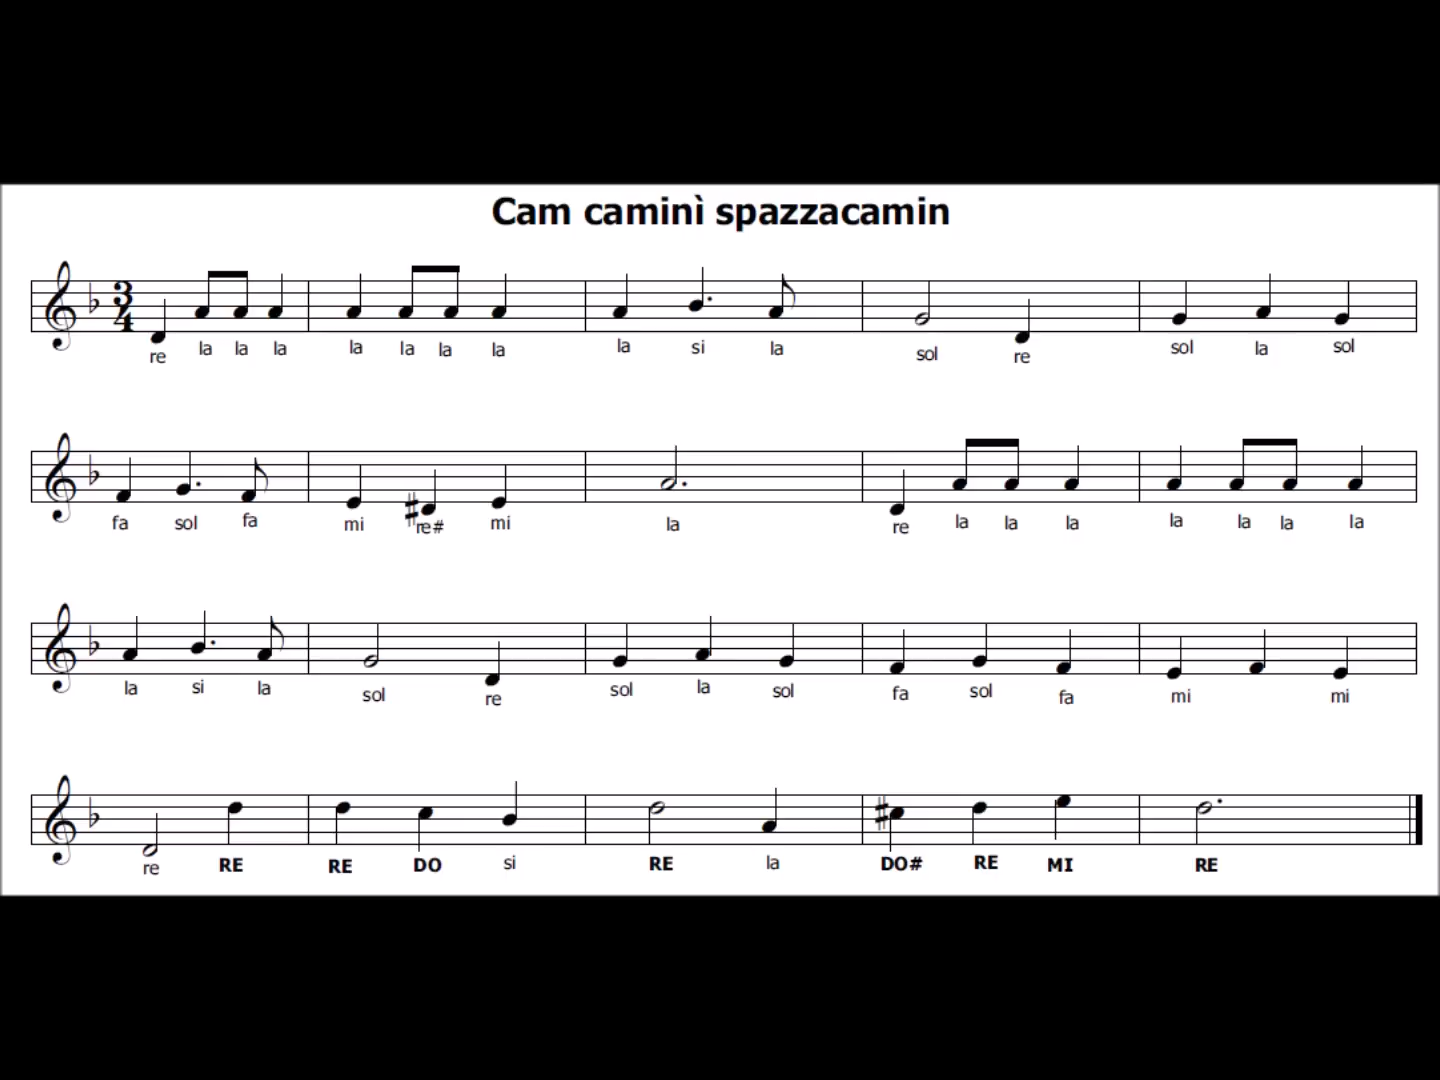 Cam caminì spazzacamin
3
4
re la la la la la la la la si la sol re sol la sol
fa sol fa mi re# mi la re la la la la la la la
la si la sol re sol la sol fa sol fa mi mi
re RE RE DO si RE la DO# RE MI RE